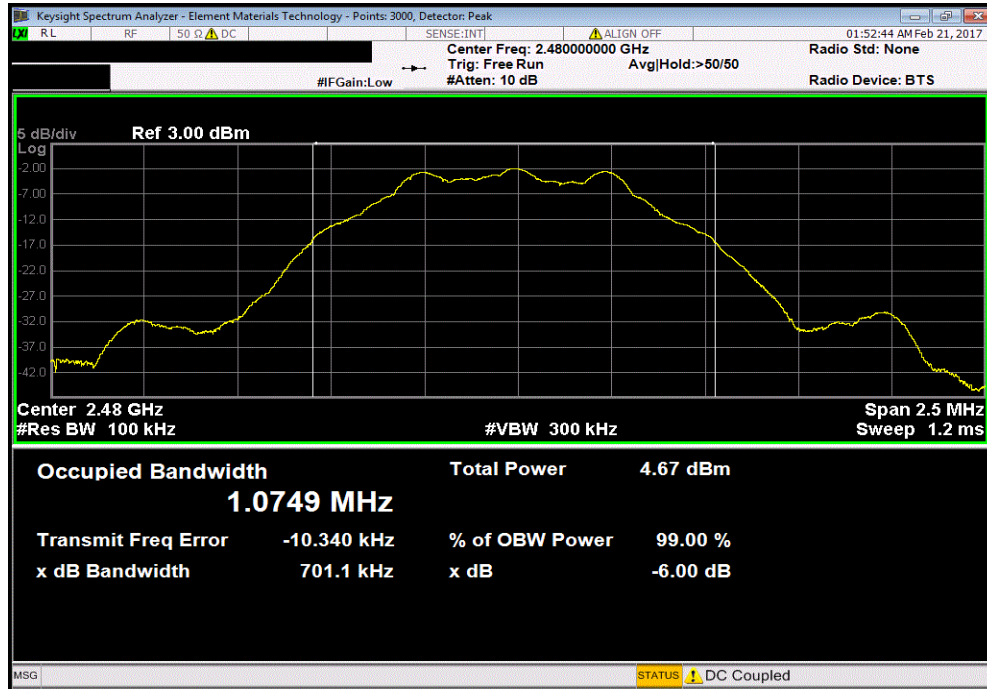 Keysight Spectrum Analyzer - Element Materials Technology - Points: 3000, Detector: Peak
LXI RL RF 50 Ω DC SENSE:INT ALIGN OFF 01:52:44 AM Feb 21, 2017
Center Freq: 2.480000000 GHz Radio Std: None
Trig: Free Run Avg|Hold:>50/50
#IFGain:Low #Atten: 10 dB Radio Device: BTS
5 dB/div Ref 3.00 dBm
Log
-2.00
-7.00
-12.0
-17.0
-22.0
-27.0
-32.0
-37.0
-42.0
Center 2.48 GHz Span 2.5 MHz
#Res BW 100 kHz #VBW 300 kHz Sweep 1.2 ms
Occupied Bandwidth Total Power 4.67 dBm
1.0749 MHz
Transmit Freq Error -10.340 kHz % of OBW Power 99.00 %
x dB Bandwidth 701.1 kHz x dB -6.00 dB
MSG STATUS DC Coupled